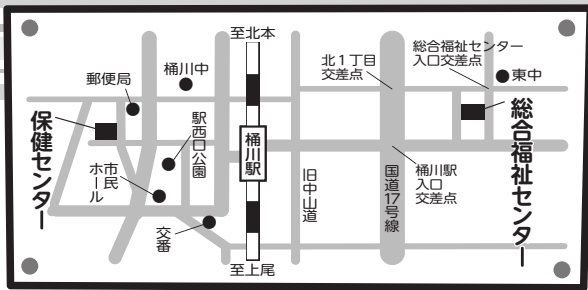 至北本
総合福祉センター
入口交差点
北1丁目
交差点
桶川中
東中
郵便局
保健センター
駅西口公園
桶川駅
総合福祉センター
市民
ホール
旧中山道
国道17号線
桶川駅
入口
交差点
交番
至上尾